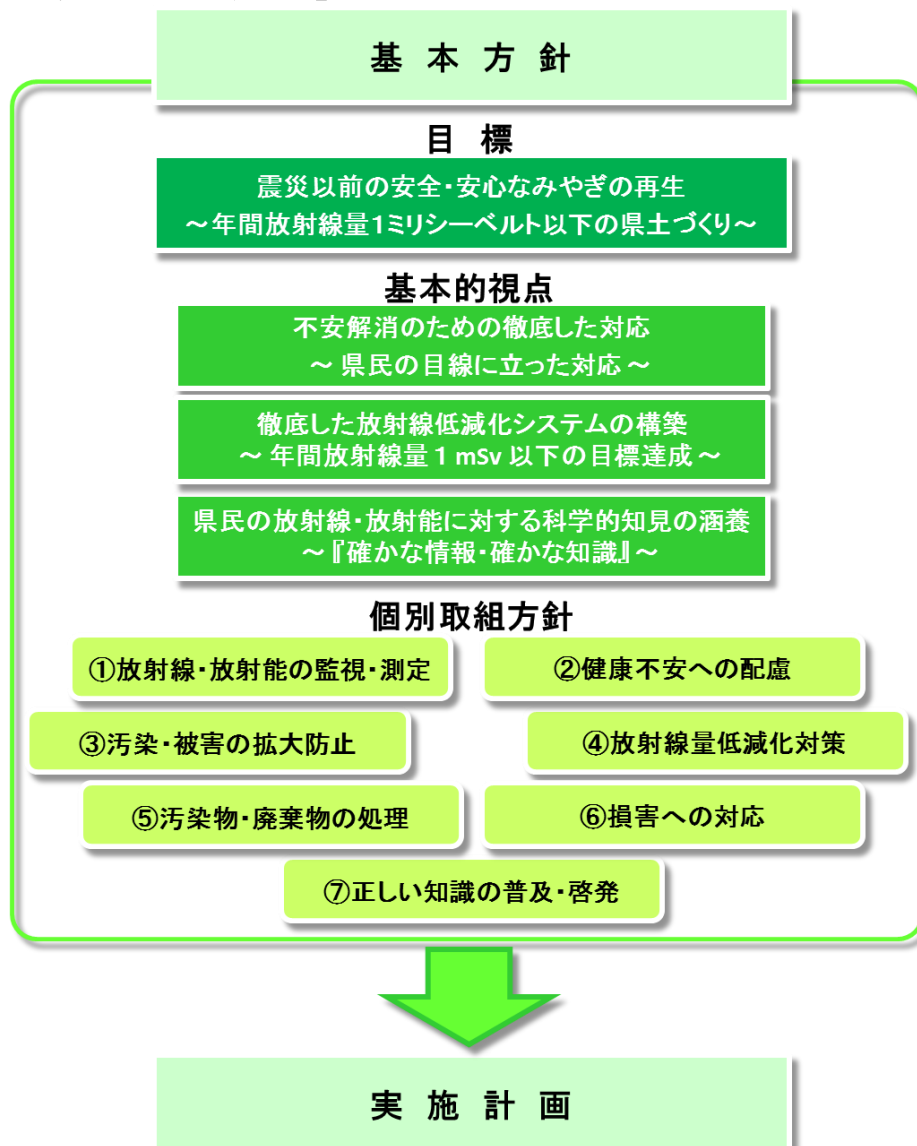 基本方針
目標
震災以前の安全・安心なみやぎの再生
～年間放射線量1ミリシーベルト以下の県土づくり～
基本的視点
不安解消のための徹底した対応
～ 県民の目線に立った対応 ～
徹底した放射線低減化システムの構築
～ 年間放射線量 1 mSv 以下の目標達成 ～
県民の放射線・放射能に対する科学的知見の涵養
～『確かな情報・確かな知識』～
個別取組方針
①放射線・放射能の監視・測定
②健康不安への配慮
③汚染・被害の拡大防止
④放射線量低減化対策
⑤汚染物・廃棄物の処理
⑥損害への対応
⑦正しい知識の普及・啓発
実施計画